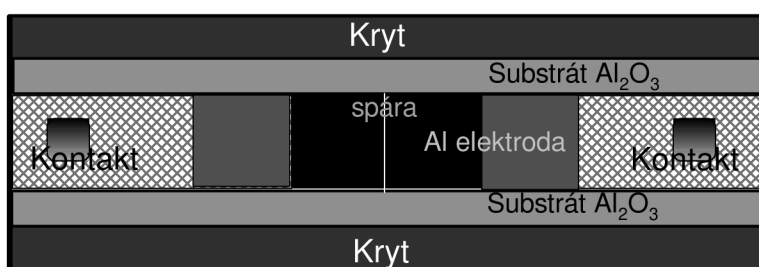 Kryt
Substrát Al₂O₃
spára
Al elektroda
Kontakt
Kontakt
Substrát Al₂O₃
Kryt